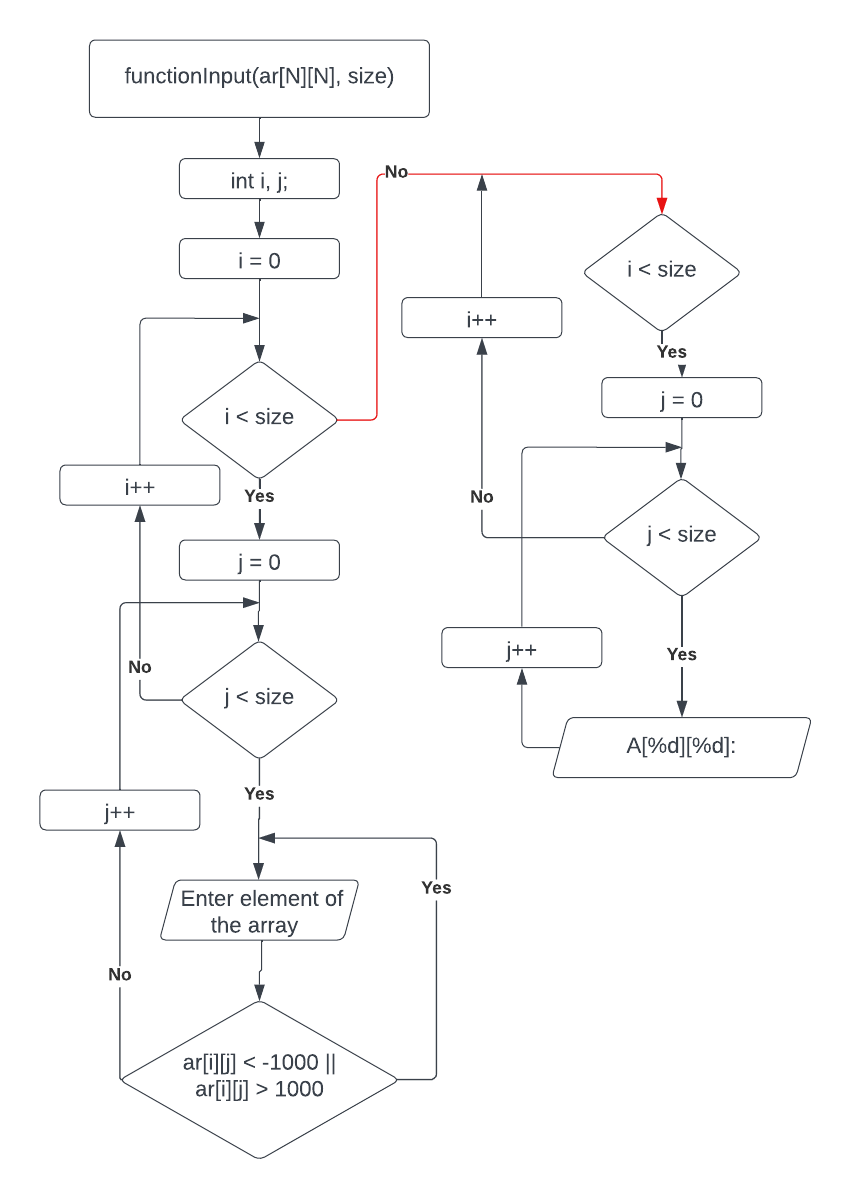 functionInput(ar[N][N], size)
int i, j;
i = 0
i < size
Yes
i++
j = 0
j < size
No
Yes
j++
Enter element of
the array
Yes
No
ar[i][j] < -1000 ||
ar[i][j] > 1000
No
i < size
i++
Yes
j = 0
No
j < size
Yes
j++
A[%d][%d]: